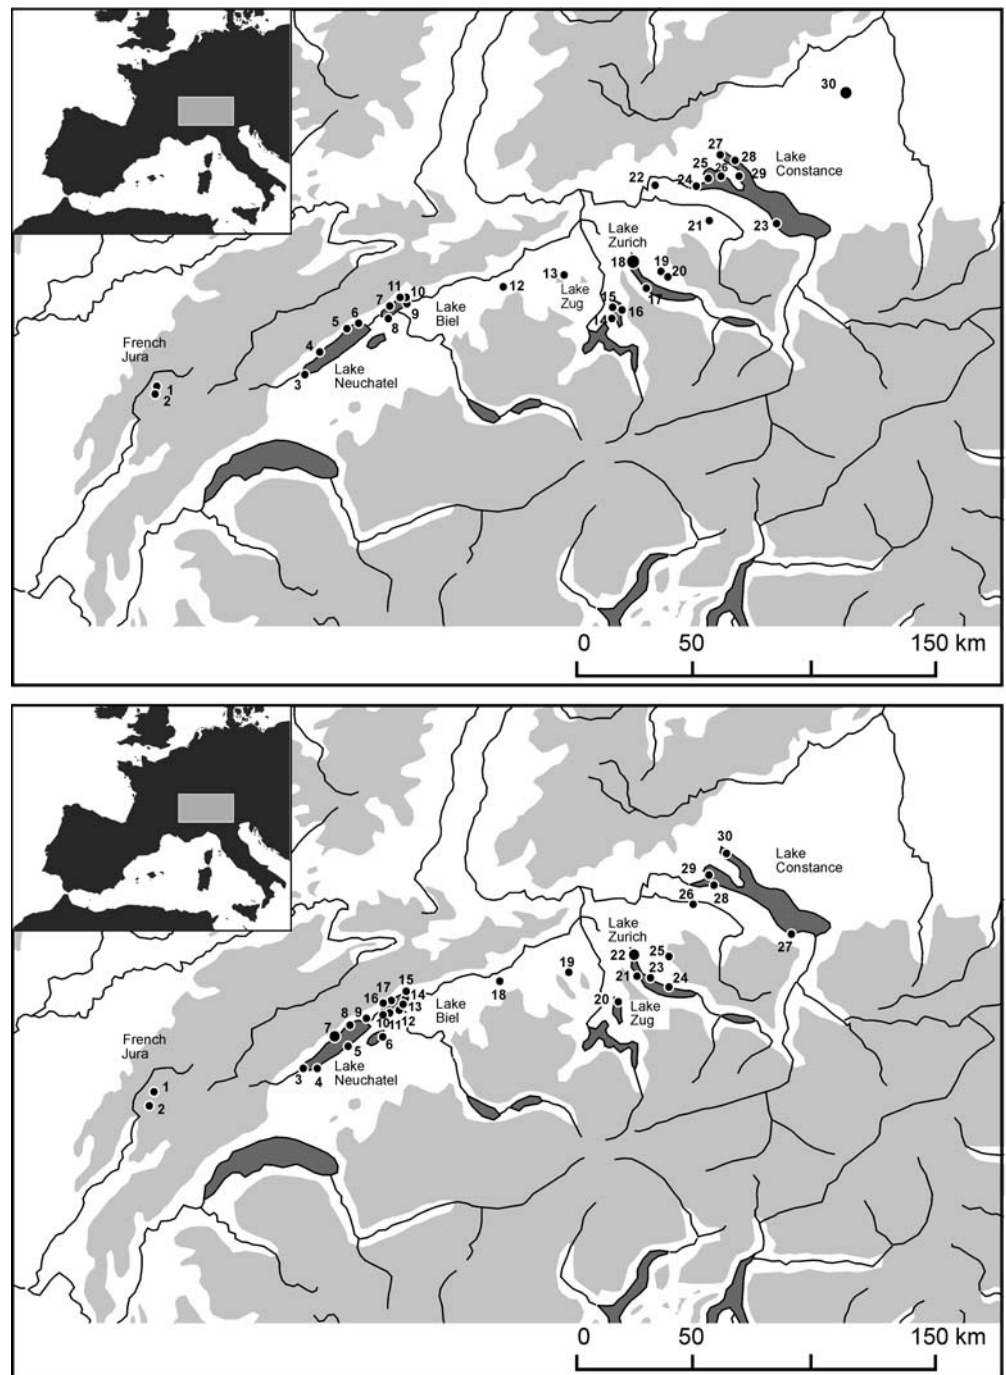 30
27
28
Lake
Constance
25
26
29
24
22
21
23
Lake
Zurich
18
19
20
13
Lake
Zug
17
15
16
14
12
11
10
7
9
8
Lake
Biel
5
6
4
3
Lake
Neuchatel
French
Jura
1
2
0
50
150 km
30
Lake
Constance
29
28
26
27
Lake
Zurich
22
25
21
23
24
19
18
20
Lake
Zug
15
17
16
14
13
12
11
10
Lake
Biel
8
9
7
6
5
3
4
Lake
Neuchatel
French
Jura
1
2
0
50
150 km